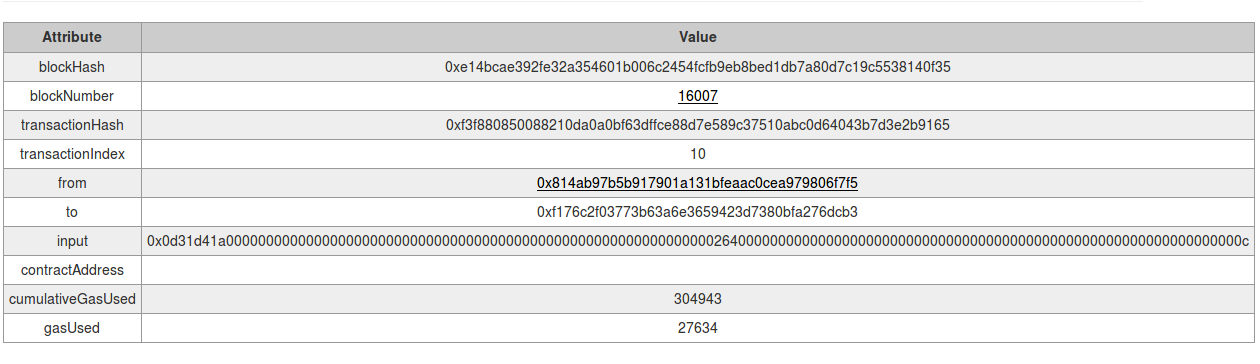 Attribute Value
blockHash 0xe14bcae392fe32a354601b006c2454fcfb9eb8bed1db7a80d7c19c5538140f35
blockNumber 16007
transactionHash 0xf3f880850088210da0a0bf63dffce88d7e589c37510abc0d64043b7d3e2b9165
transactionIndex 10
from 0x814ab97b5b917901a131bfeaac0cea979806f7f5
to 0xf176c2f03773b63a6e3659423d7380bfa276dcb3
input 0x0d31d41a0000000000000000000000000000000000000000000000000000000000000264000000000000000000000000000000000000000000000000000000000000000c
contractAddress
cumulativeGasUsed 304943
gasUsed 27634